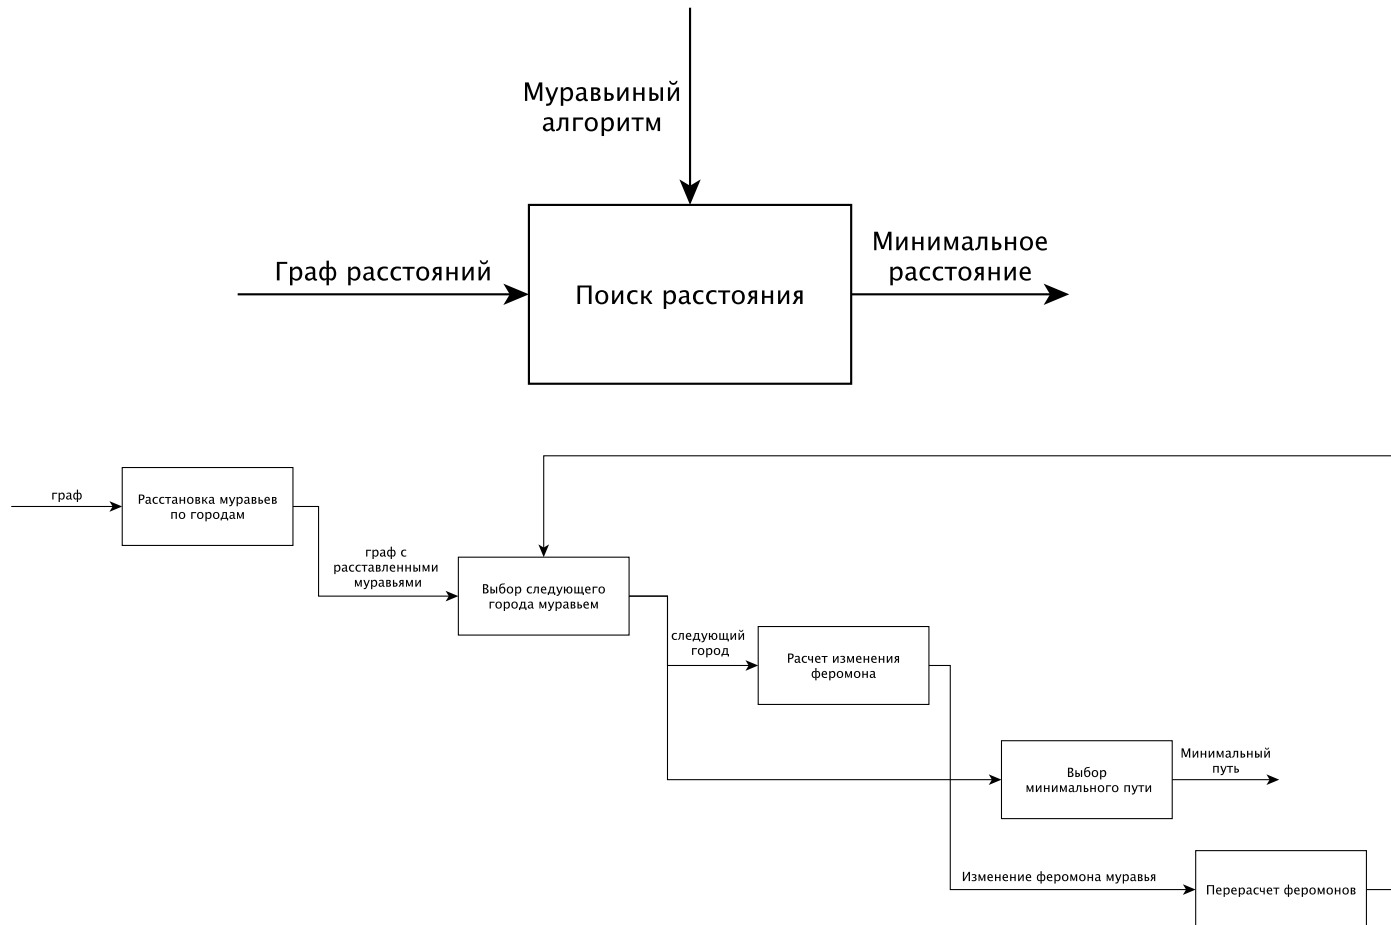 Муравьиный
алгоритм
Граф расстояний
Поиск расстояния
Минимальное
расстояние
граф
Расстановка муравьев
по городам
граф с
расставленными
муравьями
Выбор следующего
города муравьем
следующий
город
Расчет изменения
феромона
Выбор
минимального пути
Минимальный
путь
Изменение феромона муравья
Перерасчет феромонов